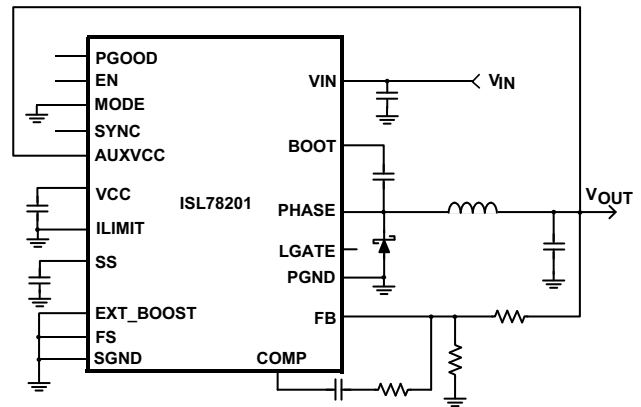 PGOOD
EN
MODE
SYNC
AUXVCC
VCC
ILIMIT
SS
EXT_BOOST
FS
SGND
ISL78201
VIN
BOOT
PHASE
LGATE
PGND
FB
COMP
VIN
VOUT